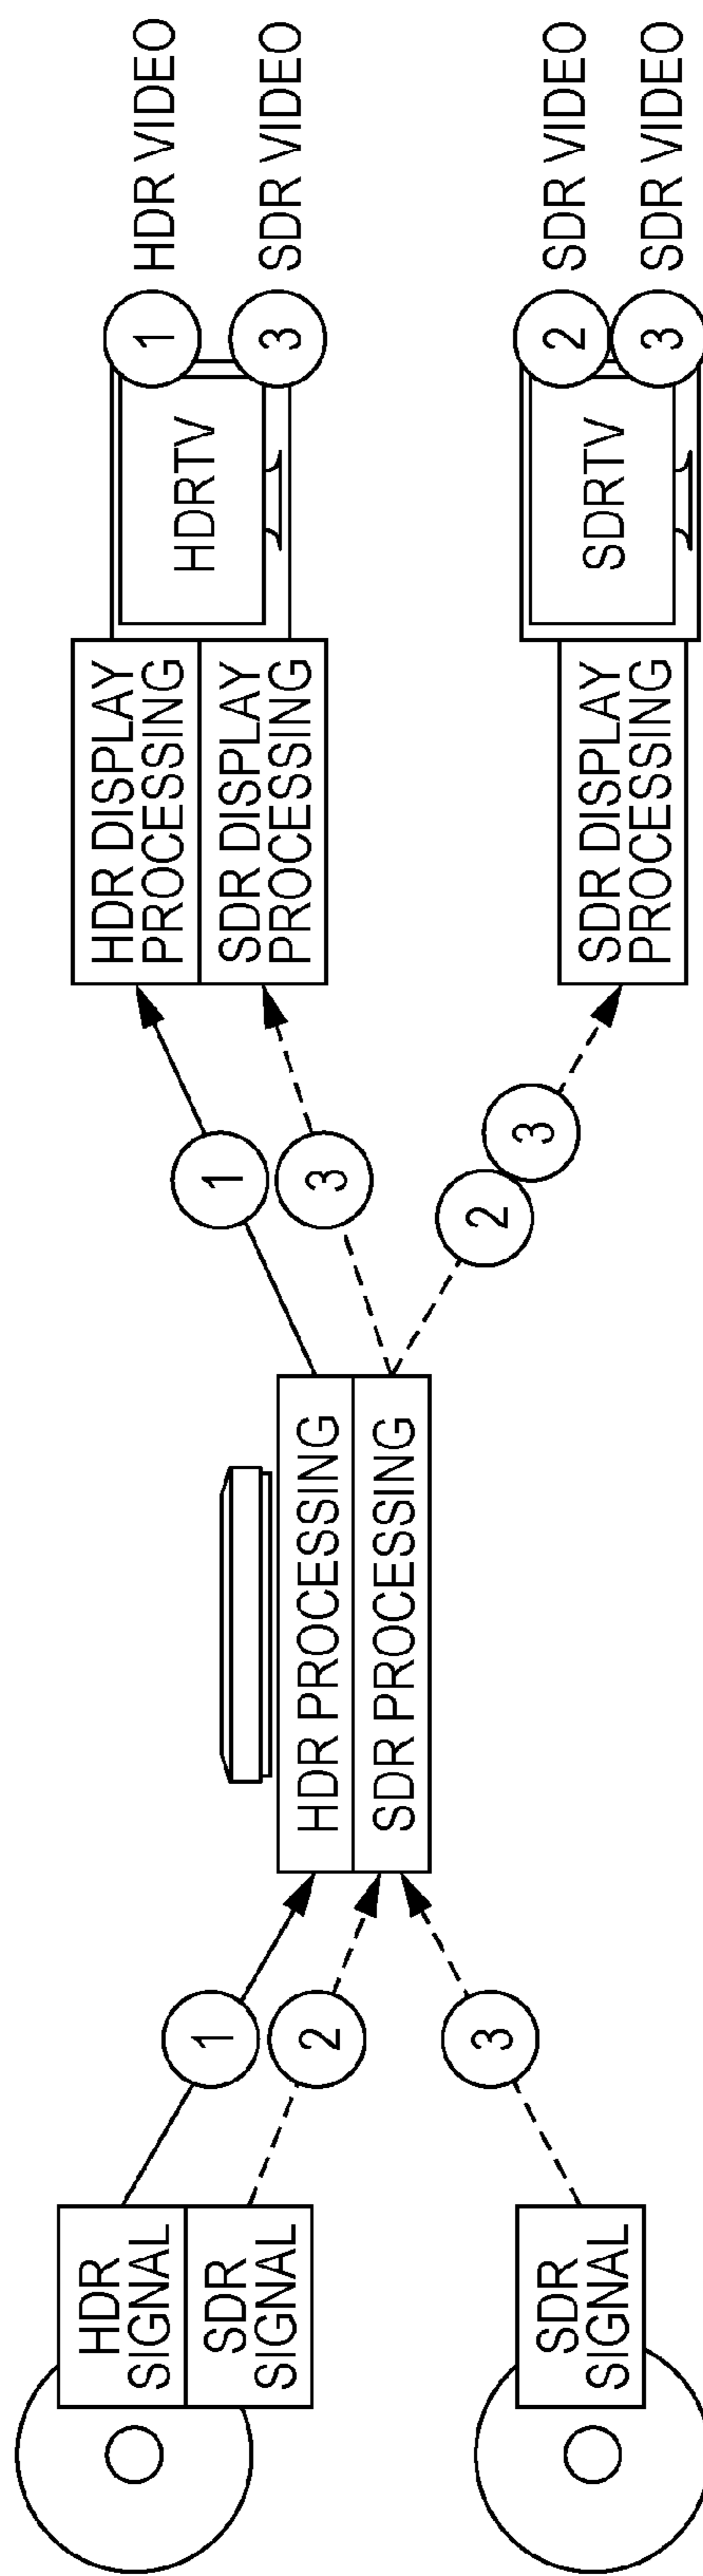 HDR
SIGNAL
SDR
SIGNAL
SDR
SIGNAL
1
2
3
HDR PROCESSING
SDR PROCESSING
1
3
2
3
HDR DISPLAY
PROCESSING
SDR DISPLAY
PROCESSING
SDR DISPLAY
PROCESSING
HDRTV
SDRTV
1 HDR VIDEO
3 SDR VIDEO
2 SDR VIDEO
3 SDR VIDEO